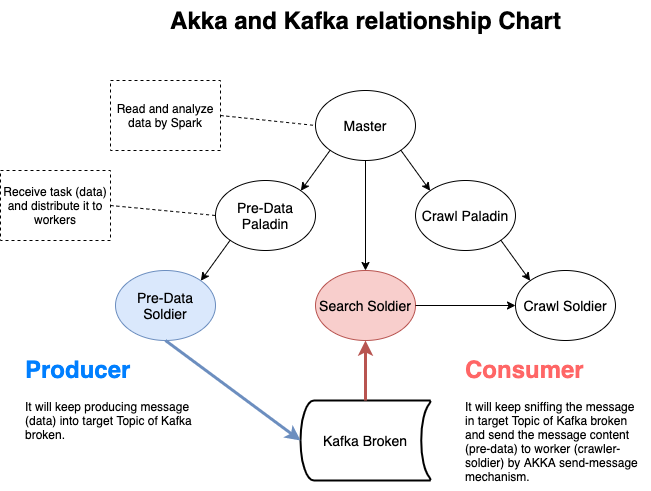 Akka and Kafka relationship Chart
Read and analyze
data by Spark
Master
Receive task (data)
and distribute it to
workers
Pre-Data
Paladin
Crawl Paladin
Pre-Data
Soldier
Search Soldier
Crawl Soldier
Producer
It will keep producing message
(data) into target Topic of Kafka
broken.
Kafka Broken
Consumer
It will keep sniffing the message
in target Topic of Kafka broken
and send the message content
(pre-data) to worker (crawler-
soldier) by AKKA send-message
mechanism.